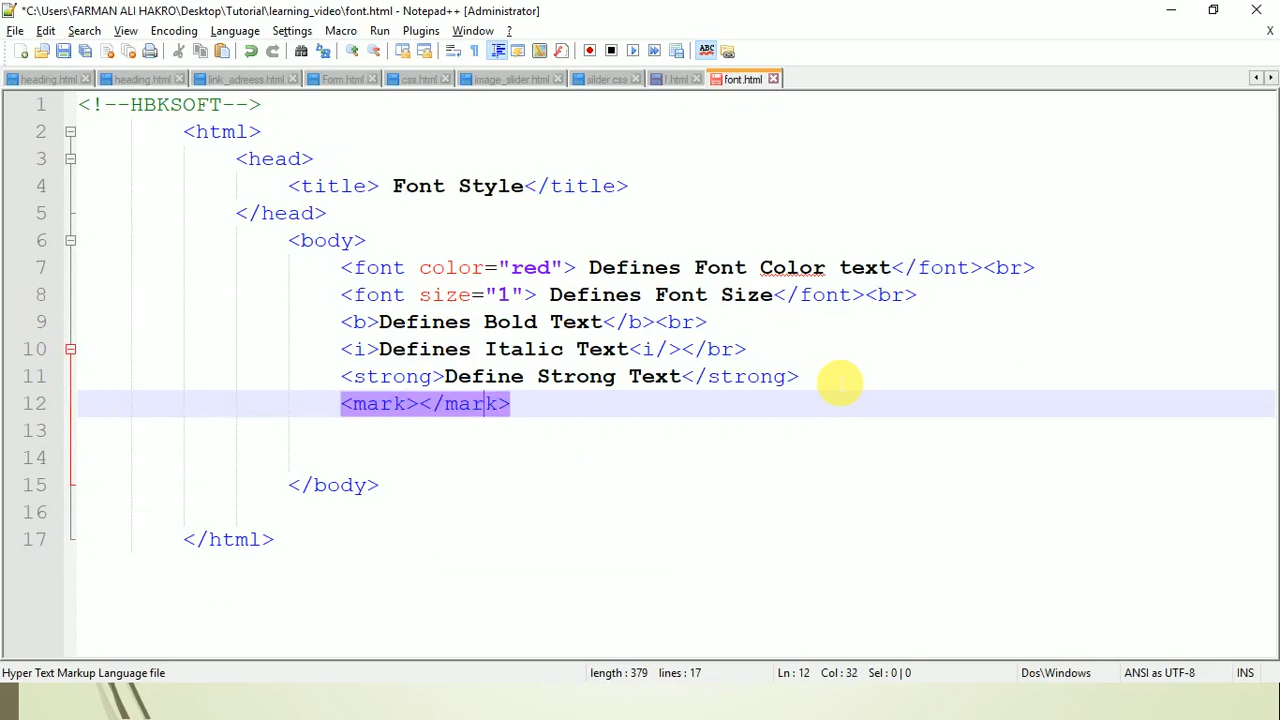 *C:\Users\FARMAN ALI HAKRO\Desktop\Tutorial\learning_video\font.html - Notepad++ [Administrator]
File Edit Search View Encoding Language Settings Macro Run Plugins Window ? X
heading.html heading.html link_adreess.html Form.html css.html image_slider.html silder.css f.html font.html
1 <!--HBKSOFT-->
2 <html>
3 <head>
4 <title> Font Style</title>
5 </head>
6 <body>
7 <font color="red"> Defines Font Color text</font><br>
8 <font size="1"> Defines Font Size</font><br>
9 <b>Defines Bold Text</b><br>
10 <i>Defines Italic Text<i/></br>
11 <strong>Define Strong Text</strong>
12 <mark></mark>
13
14
15 </body>
16
17 </html>
Hyper Text Markup Language file length : 379 lines : 17 Ln : 12 Col : 32 Sel : 0 | 0 Dos\Windows ANSI as UTF-8 INS